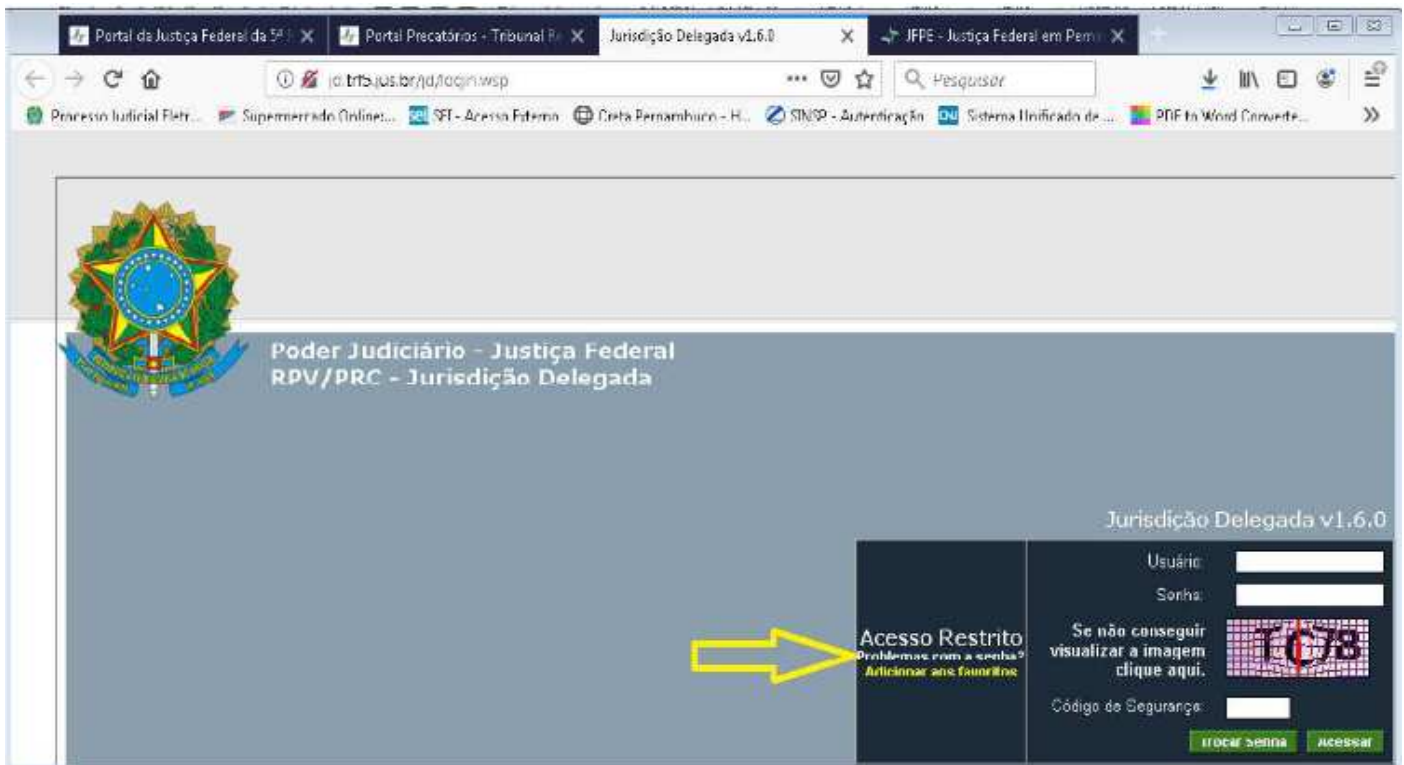 Portal da Justiça Federal da 5ª
Portal Precatórios - Tribunal Re
Jurisdição Delegada v1.6.0
JFPE - Justiça Federal em Pern
jd.trf5.jus.br/jd/login.wsp
Pesquisar
Processo Judicial Eletr...
Supermercado Online:...
SEI - Acesso Externo
Creta Pernambuco - H...
SINSP - Autenticação
Sistema Unificado de ...
PDF to Word Converte...
Poder Judiciário - Justiça Federal
RPV/PRC - Jurisdição Delegada
Jurisdição Delegada v1.6.0
Usuário:
Senha:
Acesso Restrito
Problemas com a senha?
Adicionar aos favoritos
Se não conseguir
visualizar a imagem
clique aqui.
TC78
Código de Segurança:
Trocar Senha
Acessar